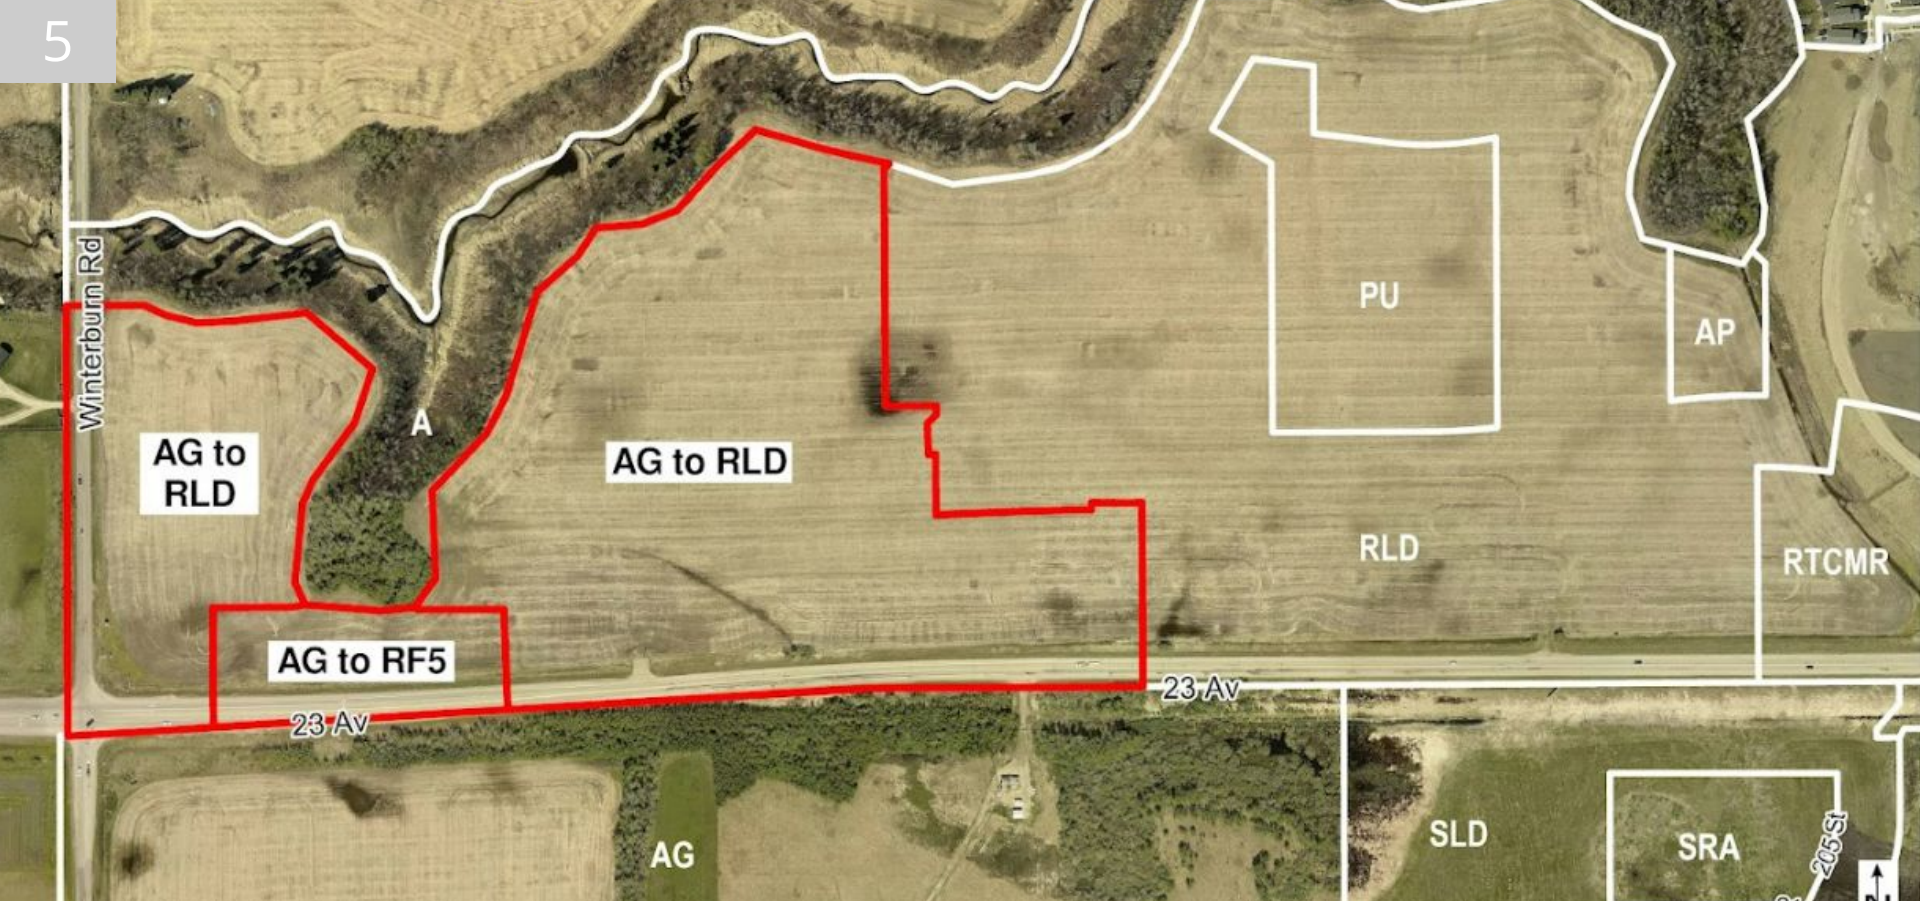 5
Winterburn Rd
PU
AP
A
AG to
RLD
AG to RLD
RLD
RTCMR
AG to RF5
23 Av
23 Av
AG
SLD
SRA
205 St